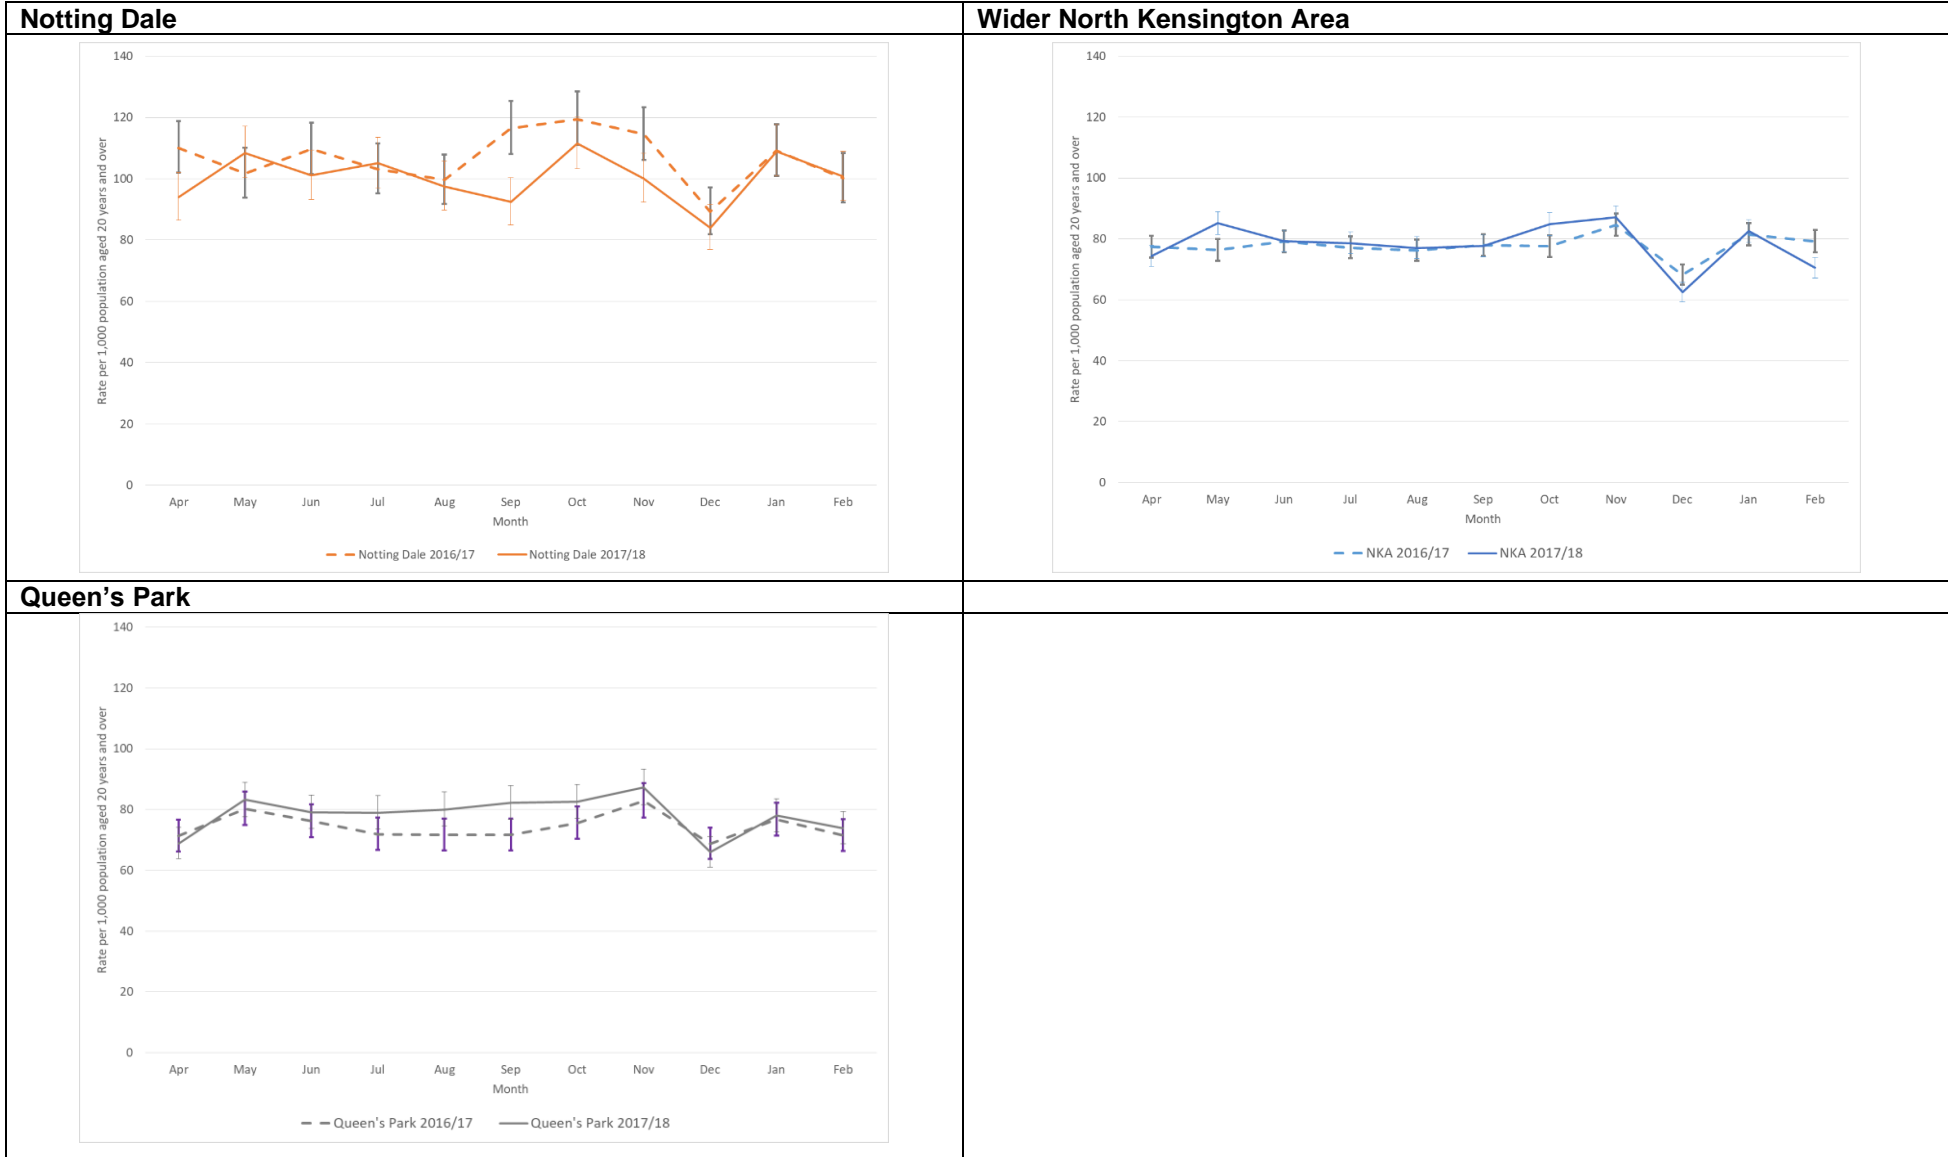 Notting Dale
Wider North Kensington Area
140
120
100
80
60
40
20
0
Rate per 1,000 population aged 20 years and over
Apr May Jun Jul Aug Sep Oct Nov Dec Jan Feb
Month
Notting Dale 2016/17 Notting Dale 2017/18
140
120
100
80
60
40
20
0
Rate per 1,000 population aged 20 years and over
Apr May Jun Jul Aug Sep Oct Nov Dec Jan Feb
Month
NKA 2016/17 NKA 2017/18
Queen’s Park
140
120
100
80
60
40
20
0
Rate per 1,000 population aged 20 years and over
Apr May Jun Jul Aug Sep Oct Nov Dec Jan Feb
Month
Queen's Park 2016/17 Queen's Park 2017/18